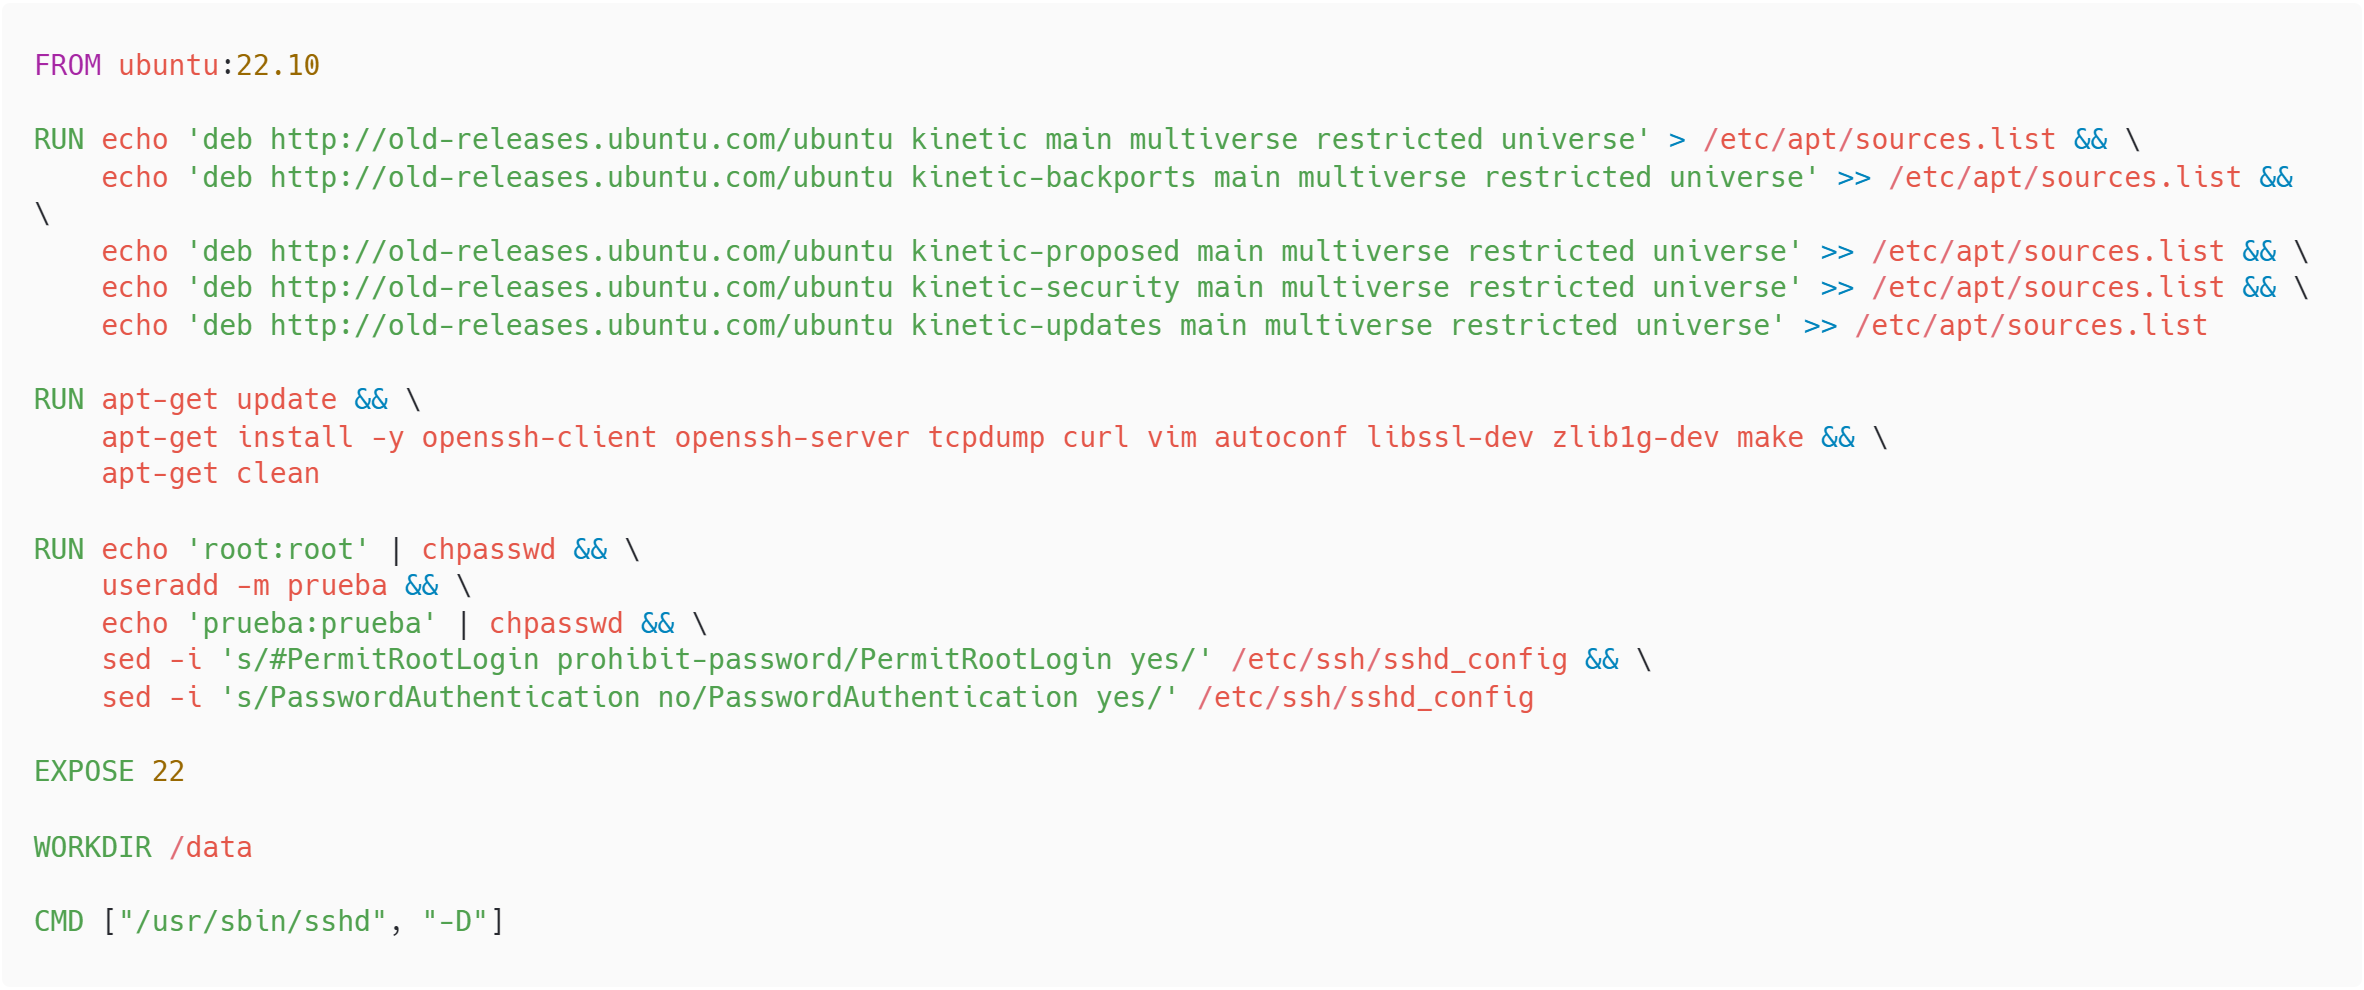 FROM ubuntu:22.10
RUN echo 'deb http://old-releases.ubuntu.com/ubuntu kinetic main multiverse restricted universe' > /etc/apt/sources.list && \
    echo 'deb http://old-releases.ubuntu.com/ubuntu kinetic-backports main multiverse restricted universe' >> /etc/apt/sources.list &&
\
    echo 'deb http://old-releases.ubuntu.com/ubuntu kinetic-proposed main multiverse restricted universe' >> /etc/apt/sources.list && \
    echo 'deb http://old-releases.ubuntu.com/ubuntu kinetic-security main multiverse restricted universe' >> /etc/apt/sources.list && \
    echo 'deb http://old-releases.ubuntu.com/ubuntu kinetic-updates main multiverse restricted universe' >> /etc/apt/sources.list
RUN apt-get update && \
    apt-get install -y openssh-client openssh-server tcpdump curl vim autoconf libssl-dev zlib1g-dev make && \
    apt-get clean
RUN echo 'root:root' | chpasswd && \
    useradd -m prueba && \
    echo 'prueba:prueba' | chpasswd && \
    sed -i 's/#PermitRootLogin prohibit-password/PermitRootLogin yes/' /etc/ssh/sshd_config && \
    sed -i 's/PasswordAuthentication no/PasswordAuthentication yes/' /etc/ssh/sshd_config
EXPOSE 22
WORKDIR /data
CMD ["/usr/sbin/sshd", "-D"]